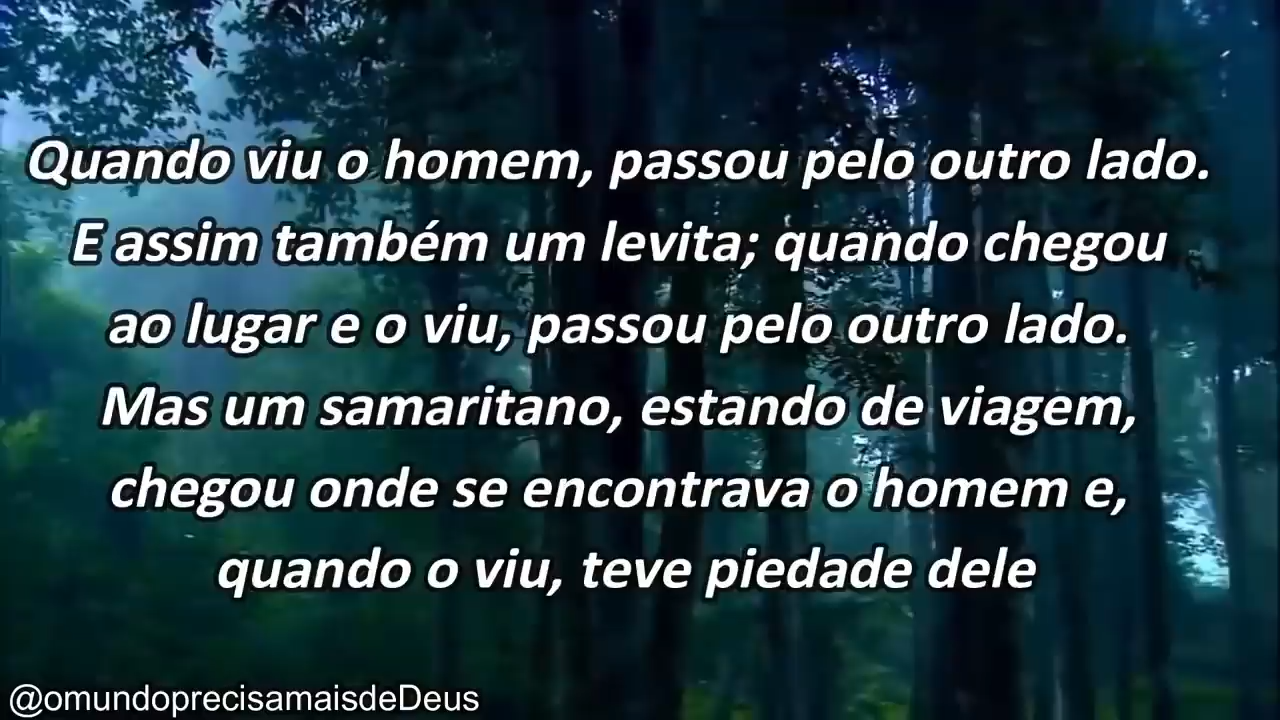 Quando viu o homem, passou pelo outro lado.
E assim também um levita; quando chegou
ao lugar e o viu, passou pelo outro lado.
Mas um samaritano, estando de viagem,
chegou onde se encontrava o homem e,
quando o viu, teve piedade dele
@omundoprecisamaisdeDeus